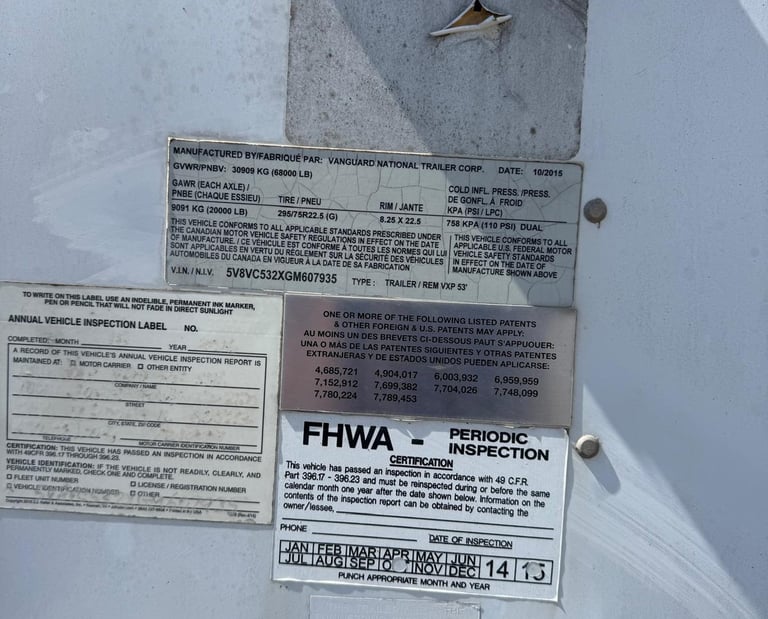 MANUFACTURED BY/FABRIQUÉ PAR: VANGUARD NATIONAL TRAILER CORP. DATE: 10/2015
GVWR/PNBV: 30909 KG (68000 LB)
GAWR (EACH AXLE) /
PNBE (CHAQUE ESSIEU) TIRE / PNEU RIM / JANTE
COLD INFL. PRESS. /PRESS.
DE GONFL. À FROID
KPA (PSI / LPC)
9091 KG (20000 LB) 295/75R22.5 (G) 8.25 X 22.5 758 KPA (110 PSI) DUAL
THIS VEHICLE CONFORMS TO ALL APPLICABLE STANDARDS PRESCRIBED UNDER
THE CANADIAN MOTOR VEHICLE SAFETY REGULATIONS IN EFFECT ON THE DATE
OF MANUFACTURE. / CE VÉHICULE EST CONFORME À TOUTES LES NORMES QUI LUI
SONT APPLICABLES EN VERTU DU RÈGLEMENT SUR LA SÉCURITÉ DES VÉHICULES
AUTOMOBILES DU CANADA EN VIGUEUR À LA DATE DE SA FABRICATION
THIS VEHICLE CONFORMS TO ALL
APPLICABLE U.S. FEDERAL MOTOR
VEHICLE SAFETY STANDARDS
IN EFFECT ON THE DATE OF
MANUFACTURE SHOWN ABOVE
V.I.N. / N.I.V. 5V8VC532XGM607935 TYPE : TRAILER / REM VXP 53'
TO WRITE ON THIS LABEL USE AN INDELIBLE, PERMANENT INK MARKER,
PEN OR PENCIL THAT WILL NOT FADE IN DIRECT SUNLIGHT
ANNUAL VEHICLE INSPECTION LABEL NO.
COMPLETED: MONTH YEAR
A RECORD OF THIS VEHICLE'S ANNUAL VEHICLE INSPECTION REPORT IS
MAINTAINED AT: MOTOR CARRIER OTHER ENTITY
COMPANY NAME
STREET
CITY, STATE, ZIP CODE
TELEPHONE MOTOR CARRIER IDENTIFICATION NUMBER
CERTIFICATION: THIS VEHICLE HAS PASSED AN INSPECTION IN ACCORDANCE
WITH 49CFR 396.17 THROUGH 396.23.
VEHICLE IDENTIFICATION: IF THE VEHICLE IS NOT READILY, CLEARLY, AND
PERMANENTLY MARKED, CHECK ONE AND COMPLETE.
FLEET UNIT NUMBER LICENSE / REGISTRATION NUMBER
VEHICLE IDENTIFICATION NUMBER OTHER
ONE OR MORE OF THE FOLLOWING LISTED PATENTS
& OTHER FOREIGN & U.S. PATENTS MAY APPLY:
AU MOINS UN DES BREVETS CI-DESSOUS PAUT S'APPUOUER:
UNA O MÁS DE LAS PATENTES SIGUIENTES Y OTRAS PATENTES
EXTRANJERAS Y DE ESTADOS UNIDOS PUEDEN APLICARSE:
4,685,721 4,904,017 6,003,932 6,959,959
7,152,912 7,699,382 7,704,026 7,748,099
7,780,224 7,789,453
FHWA - PERIODIC
INSPECTION
CERTIFICATION
This vehicle has passed an inspection in accordance with 49 C.F.R.
Part 396.17 - 396.23 and must be reinspected during or before the same
calendar month one year after the date shown below. Information on the
contents of the inspection report can be obtained by contacting the
owner/lessee,
PHONE
DATE OF INSPECTION
JAN FEB MAR APR MAY JUN
JUL AUG SEP NOV DEC 14
PUNCH APPROPRIATE MONTH AND YEAR